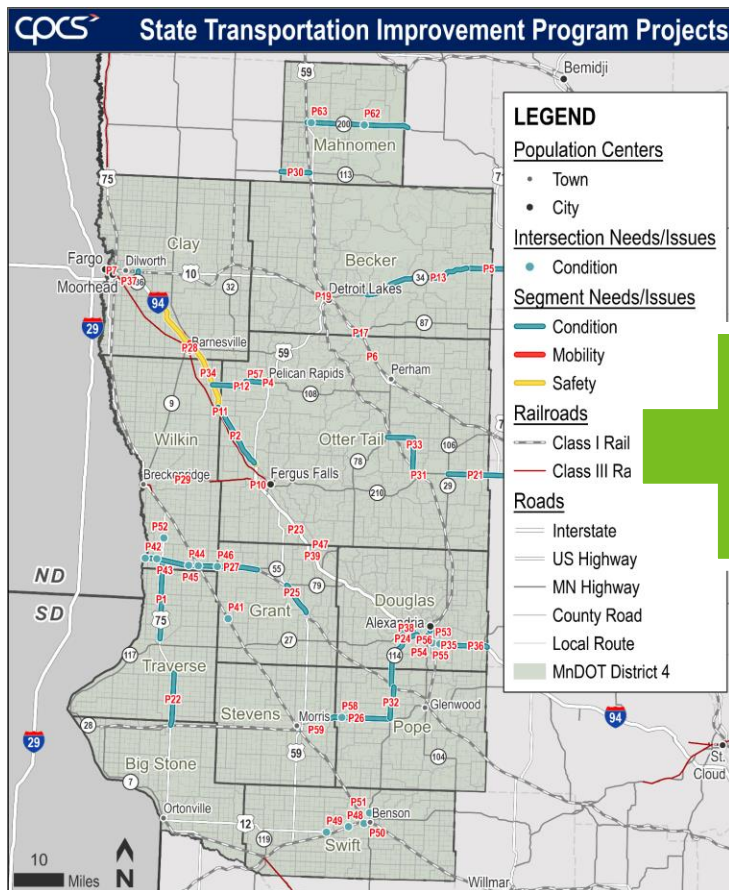 CPCS State Transportation Improvement Program Projects
59
Bemidji
P63
P62
200
Mahnomen
P30
113
75
7
Clay
Becker
Fargo
P7
Dilworth
P37
36
Moorhead
10
32
34
P13
P5
94
P19
Detroit Lakes
29
87
P17
P28
Barnesville
59
P6
P34
P57
Pelican Rapids
Perham
P12
P4
108
9
P11
Wilkin
P2
Otter Tail
P33
106
78
Breckenridge
P29
Fergus Falls
P31
P21
P10
210
29
P52
P23
P42
P44
P46
P47
P43
P45
P27
P39
55
79
ND
SD
P1
P25
Douglas
75
P41
Grant
Alexandria
P38
P53
P24
P56
P35
P36
27
P54
P55
114
117
Traverse
P22
P32
Stevens
P58
Glenwood
Morris
P26
28
P59
Pope
94
29
59
104
Big Stone
St.
Cloud
7
P51
Ortonville
P48
Benson
12
P49
P50
119
Swift
10
Miles
N
Willmar
LEGEND
Population Centers
Town
City
Intersection Needs/Issues
Condition
Segment Needs/Issues
Condition
Mobility
Safety
Railroads
Class I Rail
Class III Ra
Roads
Interstate
US Highway
MN Highway
County Road
Local Route
MnDOT District 4